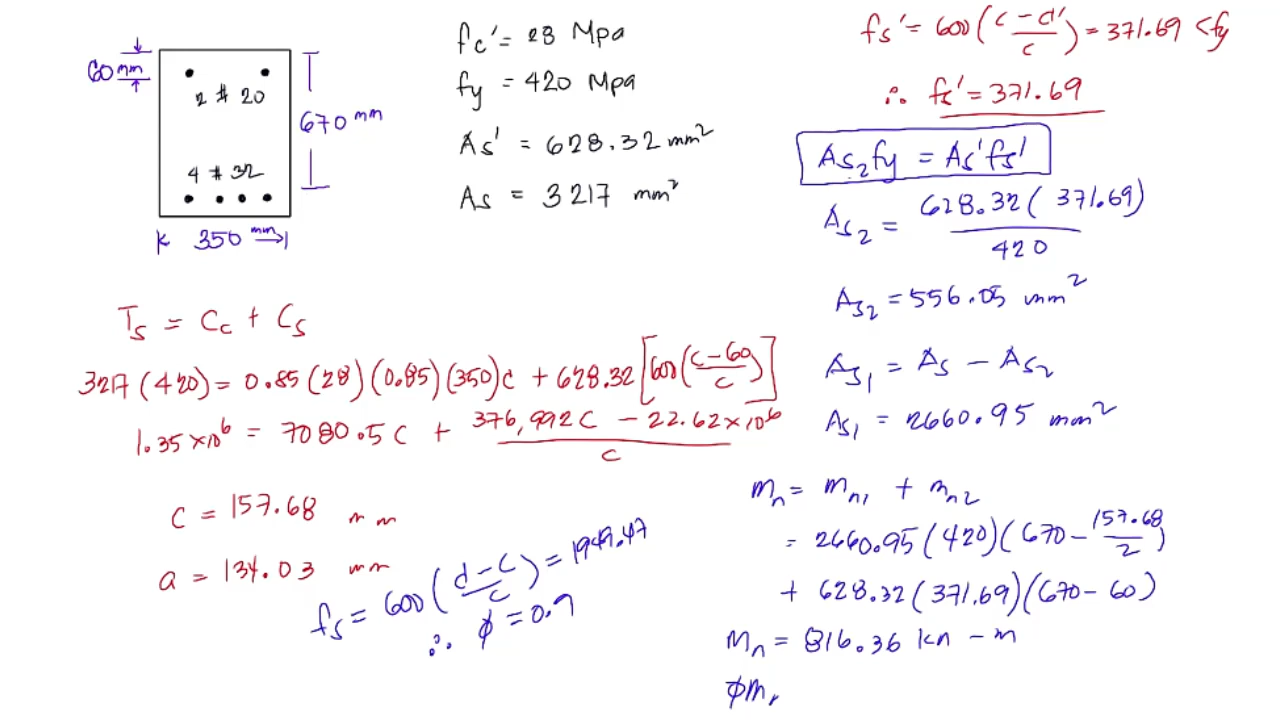 60 mm
2 # 20
670 mm
4 # 32
350 mm
fc' = 28 Mpa
fy = 420 Mpa
As' = 628.32 mm²
As = 3217 mm²
Ts = Cc + Cs
3217 (420) = 0.85 (28) (0.85) (350) c + 628.32 [600 (c - 60 / c)]
1.35 x 10⁶ = 7080.5 c + 376,992 c - 22.62 x 10⁶ / c
c = 157.68 mm
a = 134.03 mm
fs = 600 (d - c / c) = 1949.47
∴ φ = 0.9
fs' = 600 (c - d' / c) = 371.69 < fy
∴ fs' = 371.69
As₂ fy = As' fs'
As₂ = 628.32 (371.69) / 420
As₂ = 556.05 mm²
As₁ = As - As₂
As₁ = 2660.95 mm²
Mn = Mn₁ + Mn₂
= 2660.95 (420) (670 - 157.68 / 2)
+ 628.32 (371.69) (670 - 60)
Mn = 816.36 kn - m
φMn